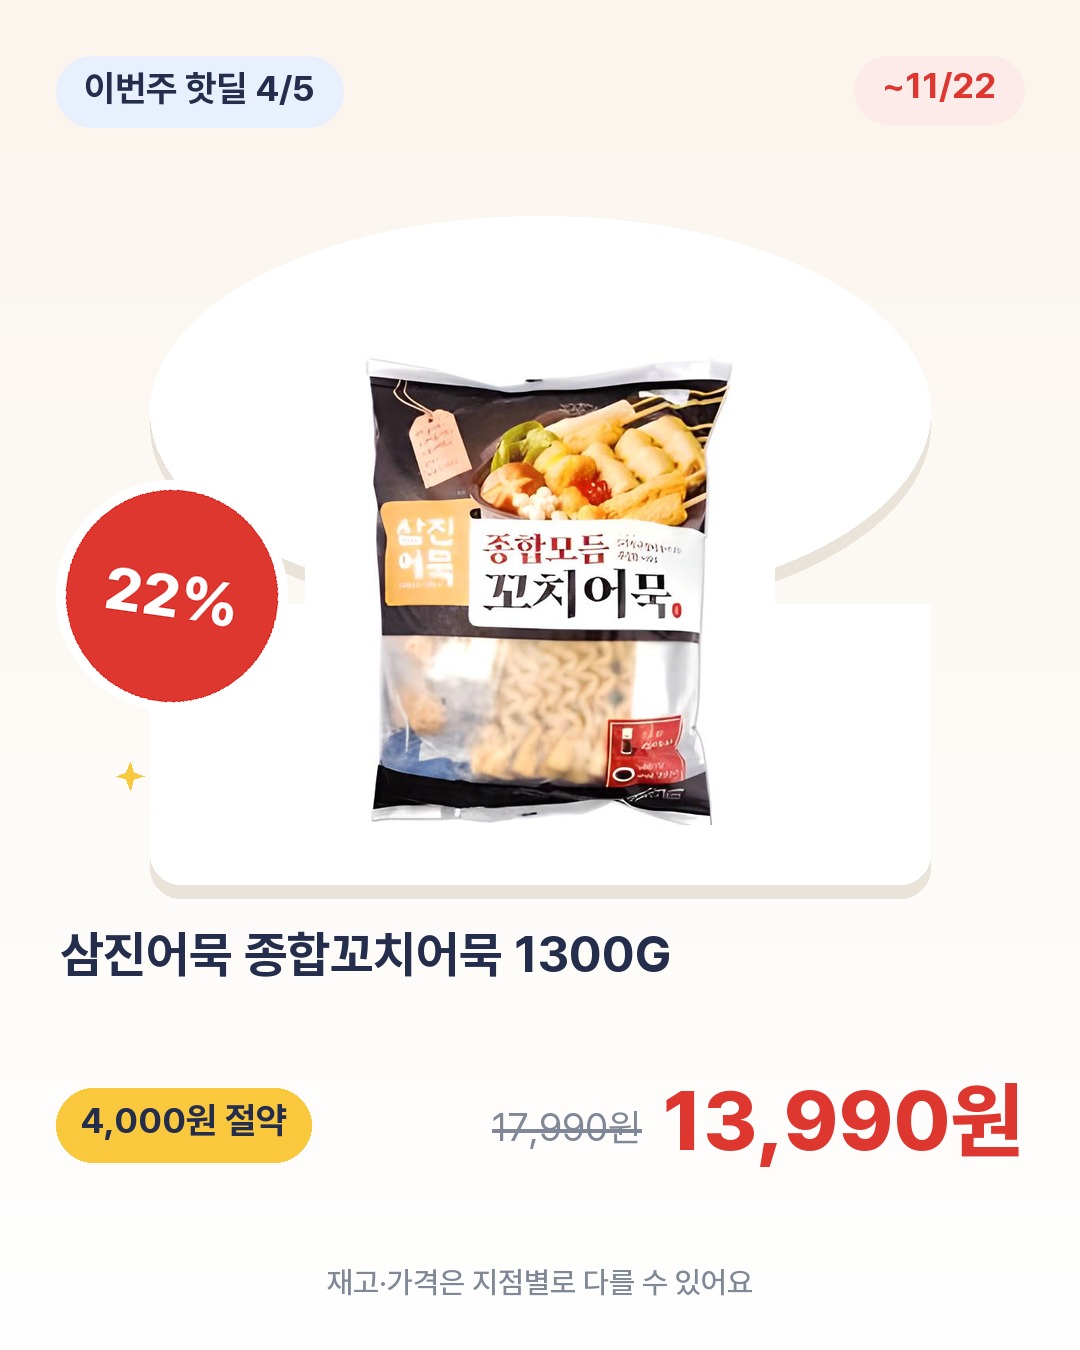 이번주 핫딜 4/5
~11/22
삼진
어묵
종합모듬
꼬치어묵
22%
삼진어묵 종합꼬치어묵 1300G
4,000원 절약
17,990원
13,990원
재고·가격은 지점별로 다를 수 있어요